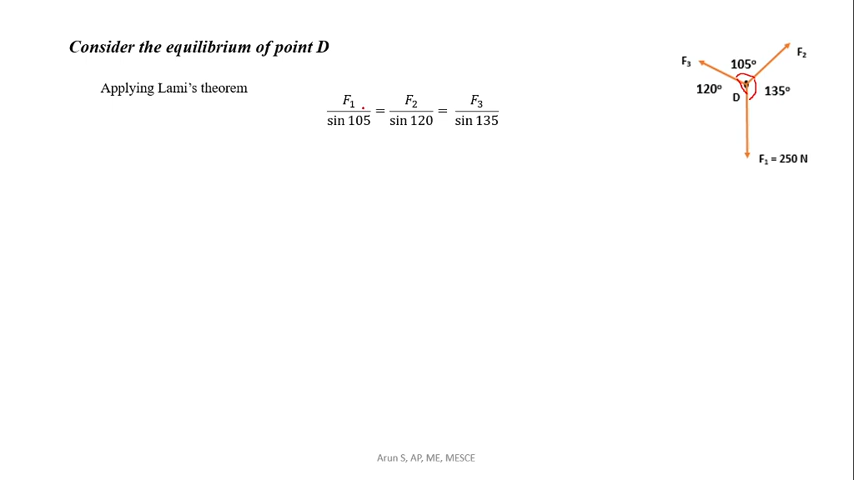 Consider the equilibrium of point D
Applying Lami's theorem
F₁ / sin 105 = F₂ / sin 120 = F₃ / sin 135
F₃
105°
F₂
120°
D
135°
F₁ = 250 N
Arun S, AP, ME, MESCE